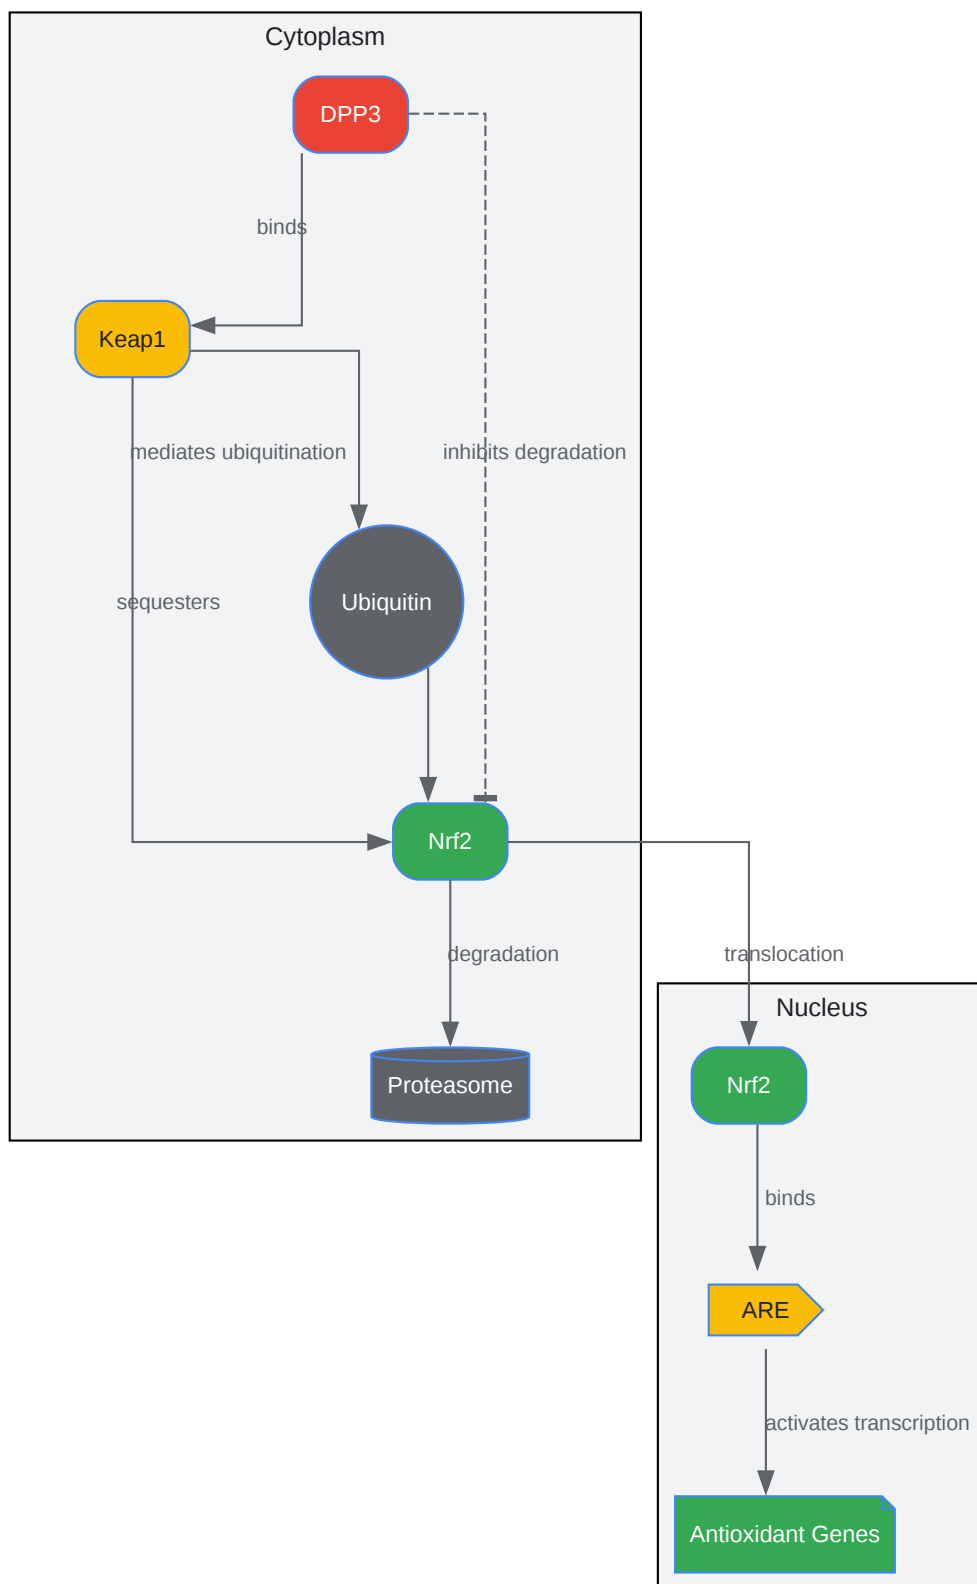 Cytoplasm
DPP3
binds
Keap1
mediates ubiquitination
inhibits degradation
sequesters
Ubiquitin
Nrf2
degradation
translocation
Proteasome
Nucleus
Nrf2
binds
ARE
activates transcription
Antioxidant Genes